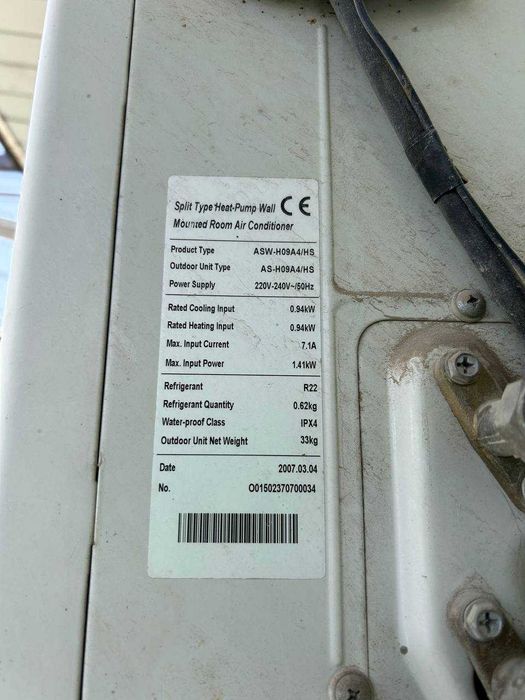 Split Type Heat-Pump Wall CE
Mounted Room Air Conditioner
Product Type ASW-H09A4/HS
Outdoor Unit Type AS-H09A4/HS
Power Supply 220V-240V~/50Hz
Rated Cooling Input 0.94kW
Rated Heating Input 0.94kW
Max. Input Current 7.1A
Max. Input Power 1.41kW
Refrigerant R22
Refrigerant Quantity 0.62kg
Water-proof Class IPX4
Outdoor Unit Net Weight 33kg
Date 2007.03.04
No. O01502370700034